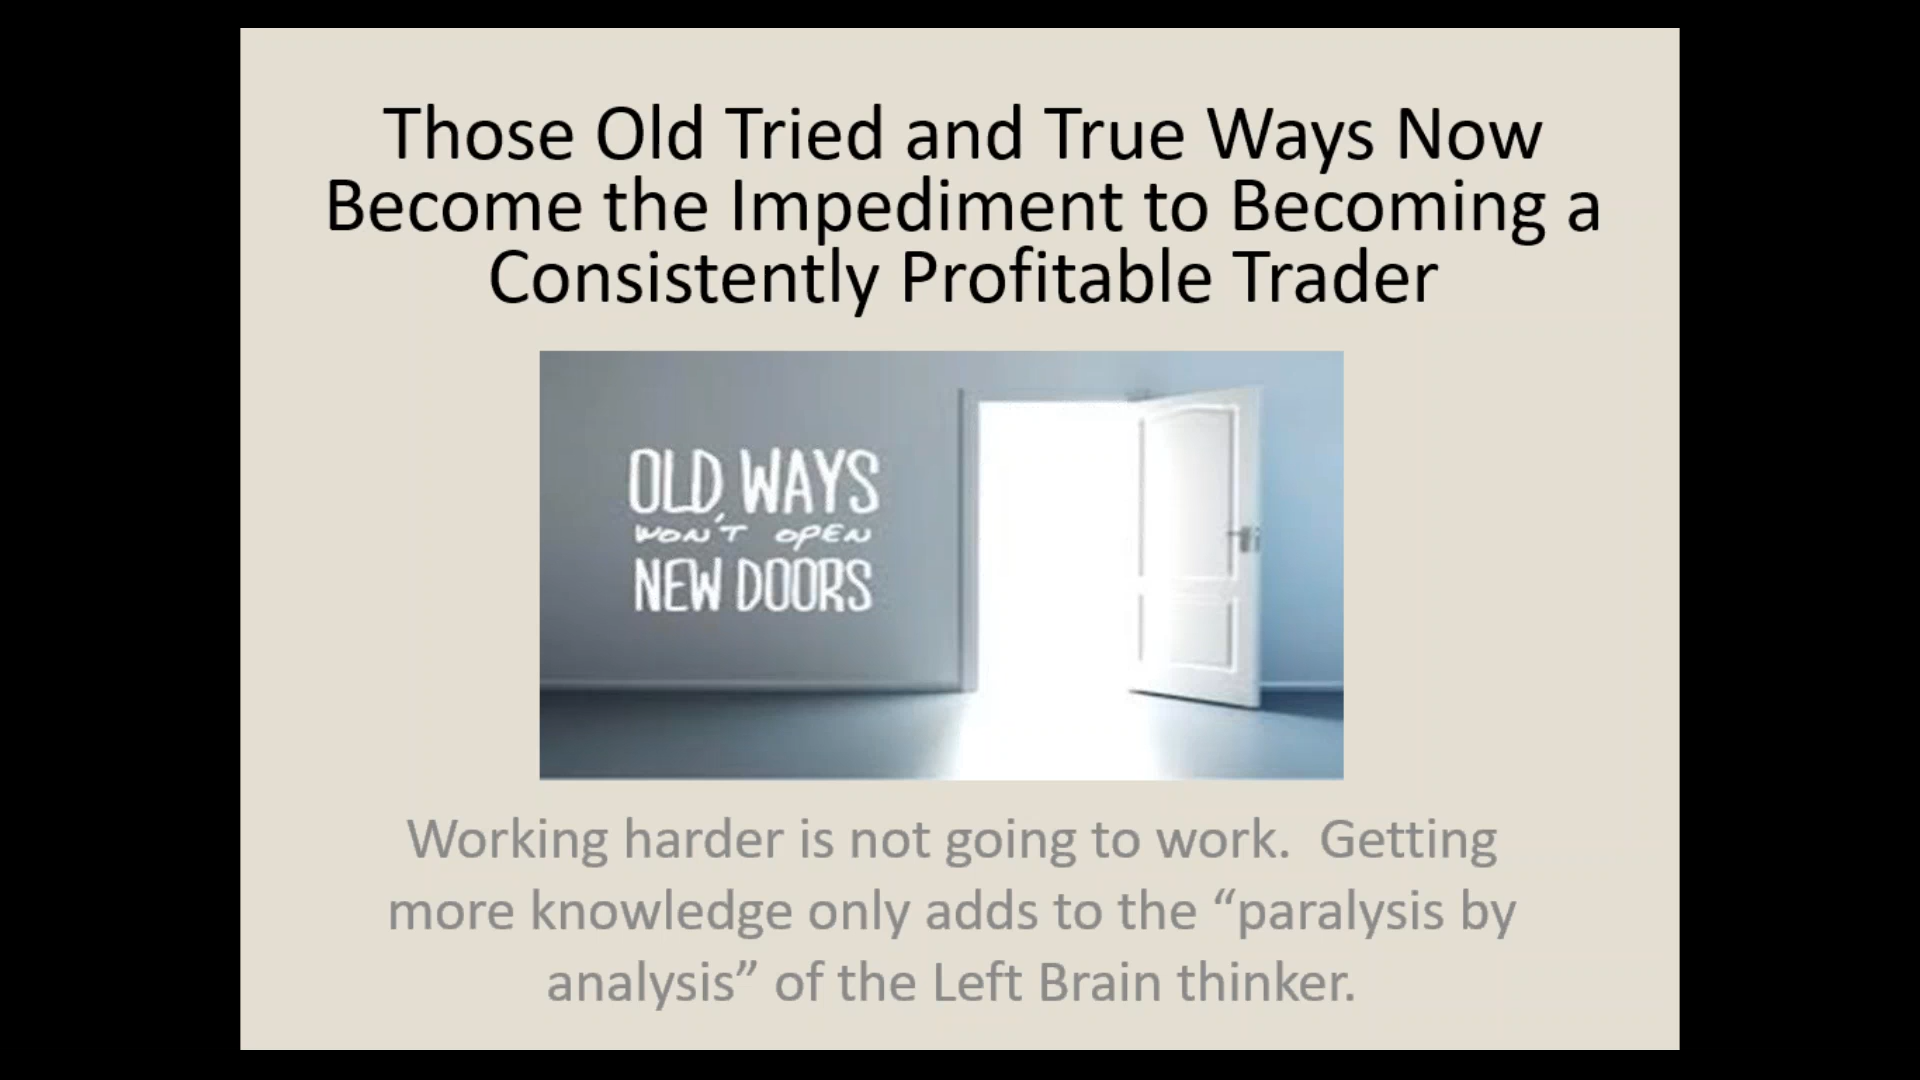 Those Old Tried and True Ways Now
Become the Impediment to Becoming a
Consistently Profitable Trader
OLD WAYS
WON'T OPEN
NEW DOORS
Working harder is not going to work.  Getting
more knowledge only adds to the “paralysis by
analysis” of the Left Brain thinker.